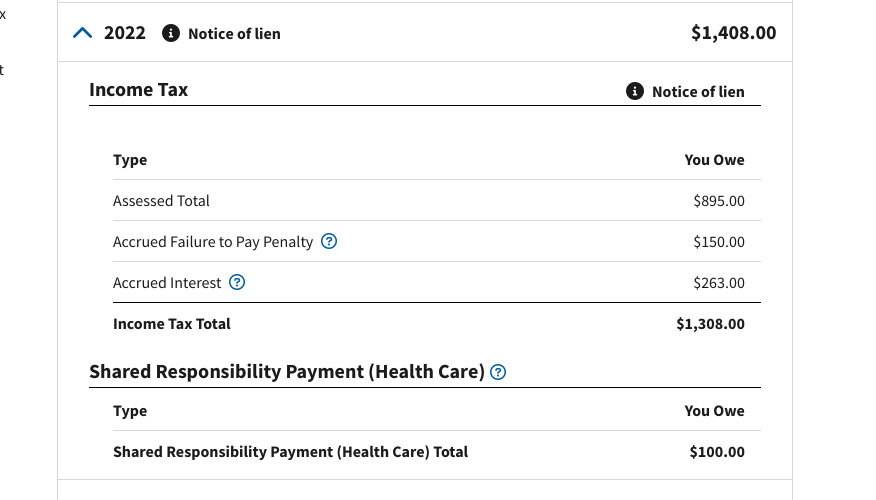 x
2022 Notice of lien $1,408.00
t
Income Tax Notice of lien
Type You Owe
Assessed Total $895.00
Accrued Failure to Pay Penalty $150.00
Accrued Interest $263.00
Income Tax Total $1,308.00
Shared Responsibility Payment (Health Care)
Type You Owe
Shared Responsibility Payment (Health Care) Total $100.00